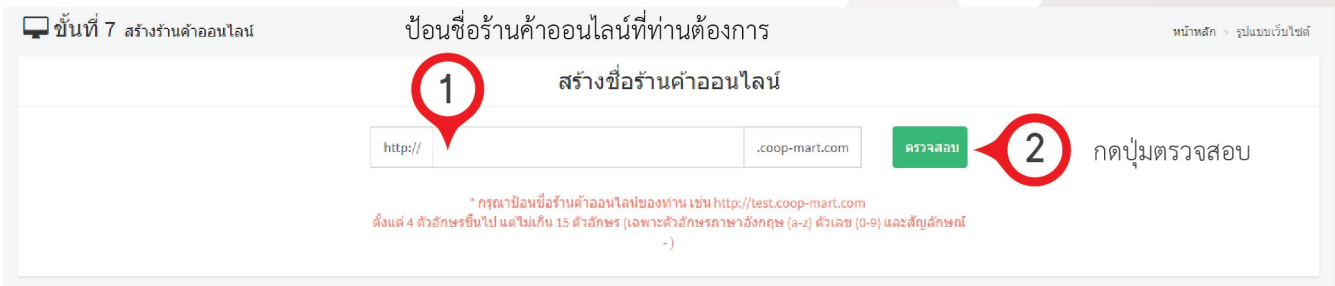 ขั้นที่ 7 สร้างร้านค้าออนไลน์
ป้อนชื่อร้านค้าออนไลน์ที่ท่านต้องการ
หน้าหลัก > รูปแบบเว็บไซต์
สร้างชื่อร้านค้าออนไลน์
1
http://
.coop-mart.com
ตรวจสอบ
2
กดปุ่มตรวจสอบ
* กรุณาป้อนชื่อร้านค้าออนไลน์ของท่าน เช่น http://test.coop-mart.com
ตั้งแต่ 4 ตัวอักษรขึ้นไป แต่ไม่เกิน 15 ตัวอักษร (เฉพาะตัวอักษรภาษาอังกฤษ (a-z) ตัวเลข (0-9) และสัญลักษณ์
- )